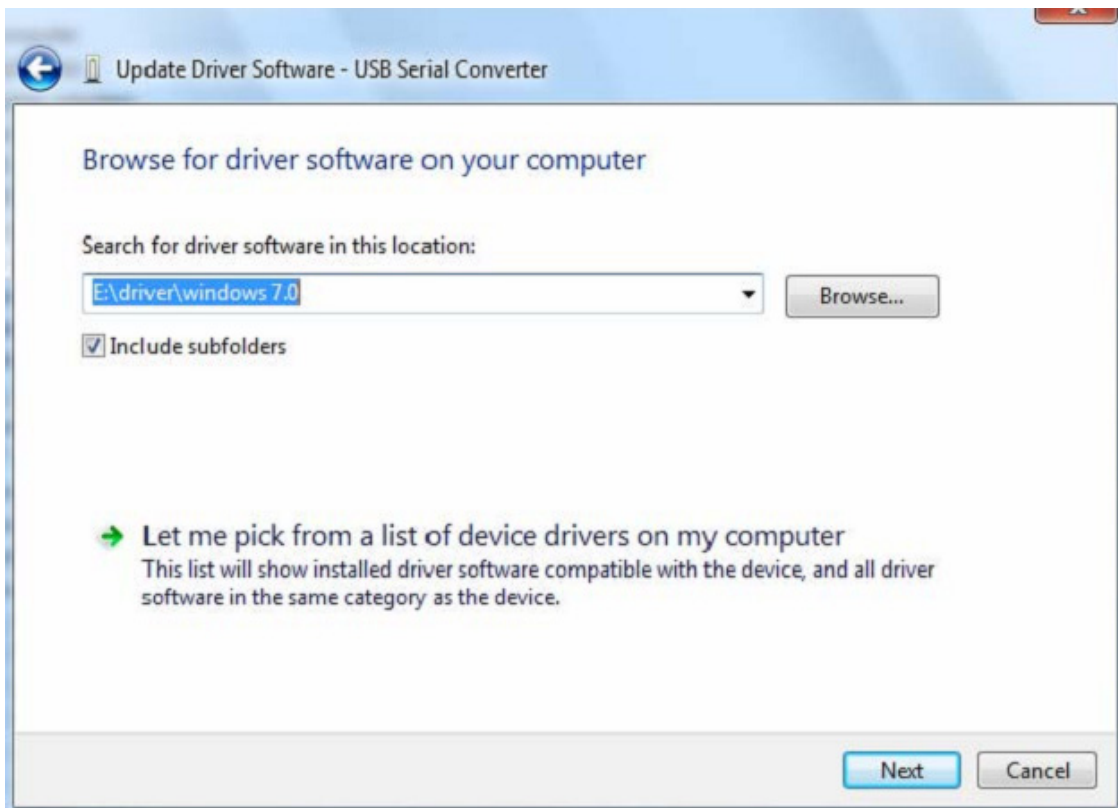 Update Driver Software - USB Serial Converter
Browse for driver software on your computer
Search for driver software in this location:
E:\driver\windows 7.0
Browse...
Include subfolders
Let me pick from a list of device drivers on my computer
This list will show installed driver software compatible with the device, and all driver
software in the same category as the device.
Next
Cancel